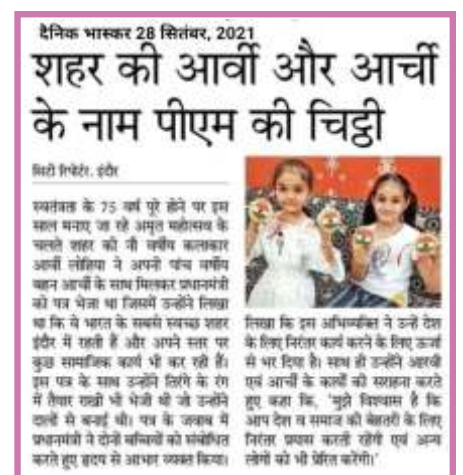 दैनिक भास्कर 28 सितंबर, 2021
शहर की आर्वी और आर्ची
के नाम पीएम की चिट्ठी
सिटी रिपोर्टर. इंदौर
स्वतंत्रता के 75 वर्ष पूरे होने पर इस
साल मनाए जा रहे अमृत महोत्सव के
चलते शहर की नौ वर्षीय कलाकार
आर्वी लोहिया ने अपनी पांच वर्षीय
बहन आर्ची के साथ मिलकर प्रधानमंत्री
को पत्र भेजा था जिसमें उन्होंने लिखा
था कि वे भारत के सबसे स्वच्छ शहर
इंदौर में रहती हैं और अपने स्तर पर
कुछ सामाजिक कार्य भी कर रही हैं।
इस पत्र के साथ उन्होंने तिरंगे के रंग
में तैयार राखी भी भेजी थी जो उन्होंने
दालों से बनाई थी। पत्र के जवाब में
प्रधानमंत्री ने दोनों बच्चियों को संबोधित
करते हुए हृदय से आभार व्यक्त किया।
लिखा कि इस अभिव्यक्ति ने उन्हें देश
के लिए निरंतर कार्य करने के लिए ऊर्जा
से भर दिया है। साथ ही उन्होंने आरवी
एवं आर्ची के कार्यों की सराहना करते
हुए कहा कि, 'मुझे विश्वास है कि
आप देश व समाज की बेहतरी के लिए
निरंतर प्रयास करती रहेंगी एवं अन्य
लोगों को भी प्रेरित करेंगी।'